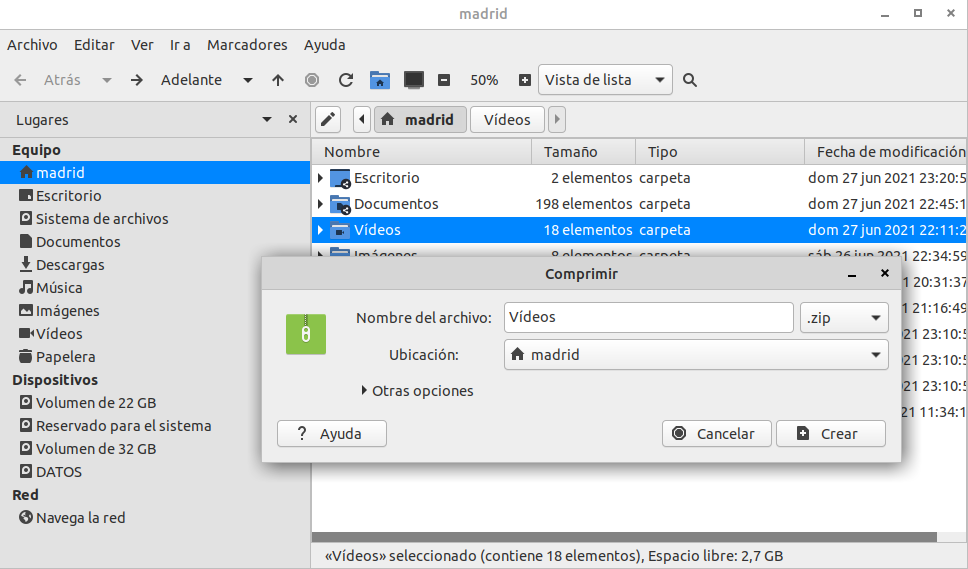 madrid
Archivo Editar Ver Ir a Marcadores Ayuda
Atrás Adelante 50% Vista de lista
Lugares madrid Vídeos
Equipo
madrid
Escritorio
Sistema de archivos
Documentos
Descargas
Música
Imágenes
Vídeos
Papelera
Dispositivos
Volumen de 22 GB
Reservado para el sistema
Volumen de 32 GB
DATOS
Red
Navega la red
Nombre Tamaño Tipo Fecha de modificación
Escritorio 2 elementos carpeta dom 27 jun 2021 23:20:5
Documentos 198 elementos carpeta dom 27 jun 2021 22:45:1
Vídeos 18 elementos carpeta dom 27 jun 2021 22:11:2
Imágenes 8 elementos carpeta sáb 26 jun 2021 22:34:59
20:31:37
21 21:16:49
21 23:10:5
21 23:10:5
21 23:10:5
21 11:34:1
Comprimir
Nombre del archivo: Vídeos .zip
Ubicación: madrid
Otras opciones
? Ayuda Cancelar Crear
«Vídeos» seleccionado (contiene 18 elementos), Espacio libre: 2,7 GB